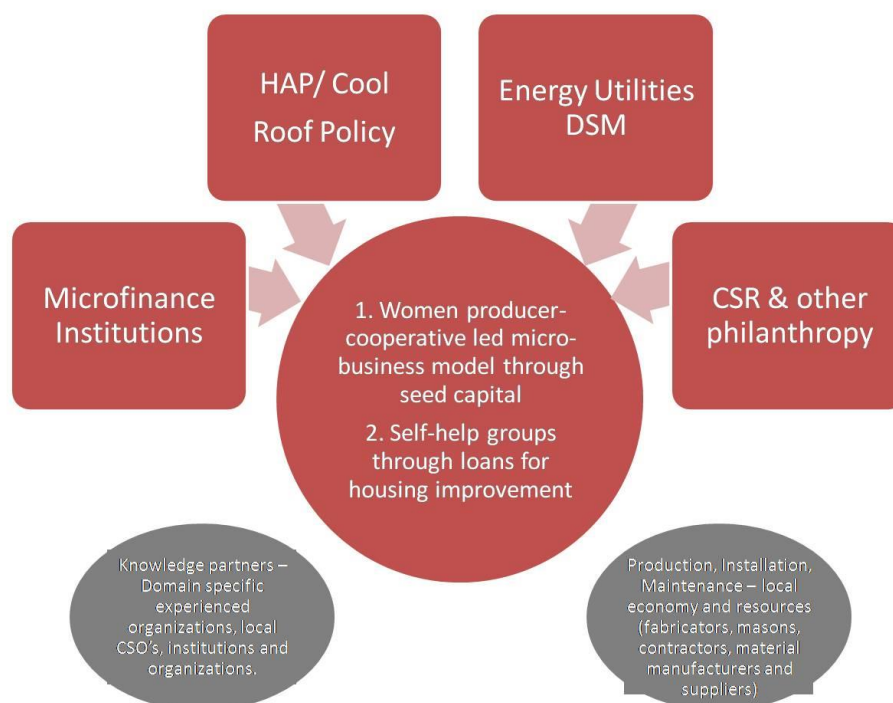 HAP/ Cool
Roof Policy
Energy Utilities
DSM
Microfinance
Institutions
CSR & other
philanthropy
1. Women producer-
cooperative led micro-
business model through
seed capital
2. Self-help groups
through loans for
housing improvement
Knowledge partners –
Domain specific
experienced
organizations, local
CSO's, institutions and
organizations.
Production, Installation,
Maintenance – local
economy and resources
(fabricators, masons,
contractors, material
manufacturers and
suppliers)